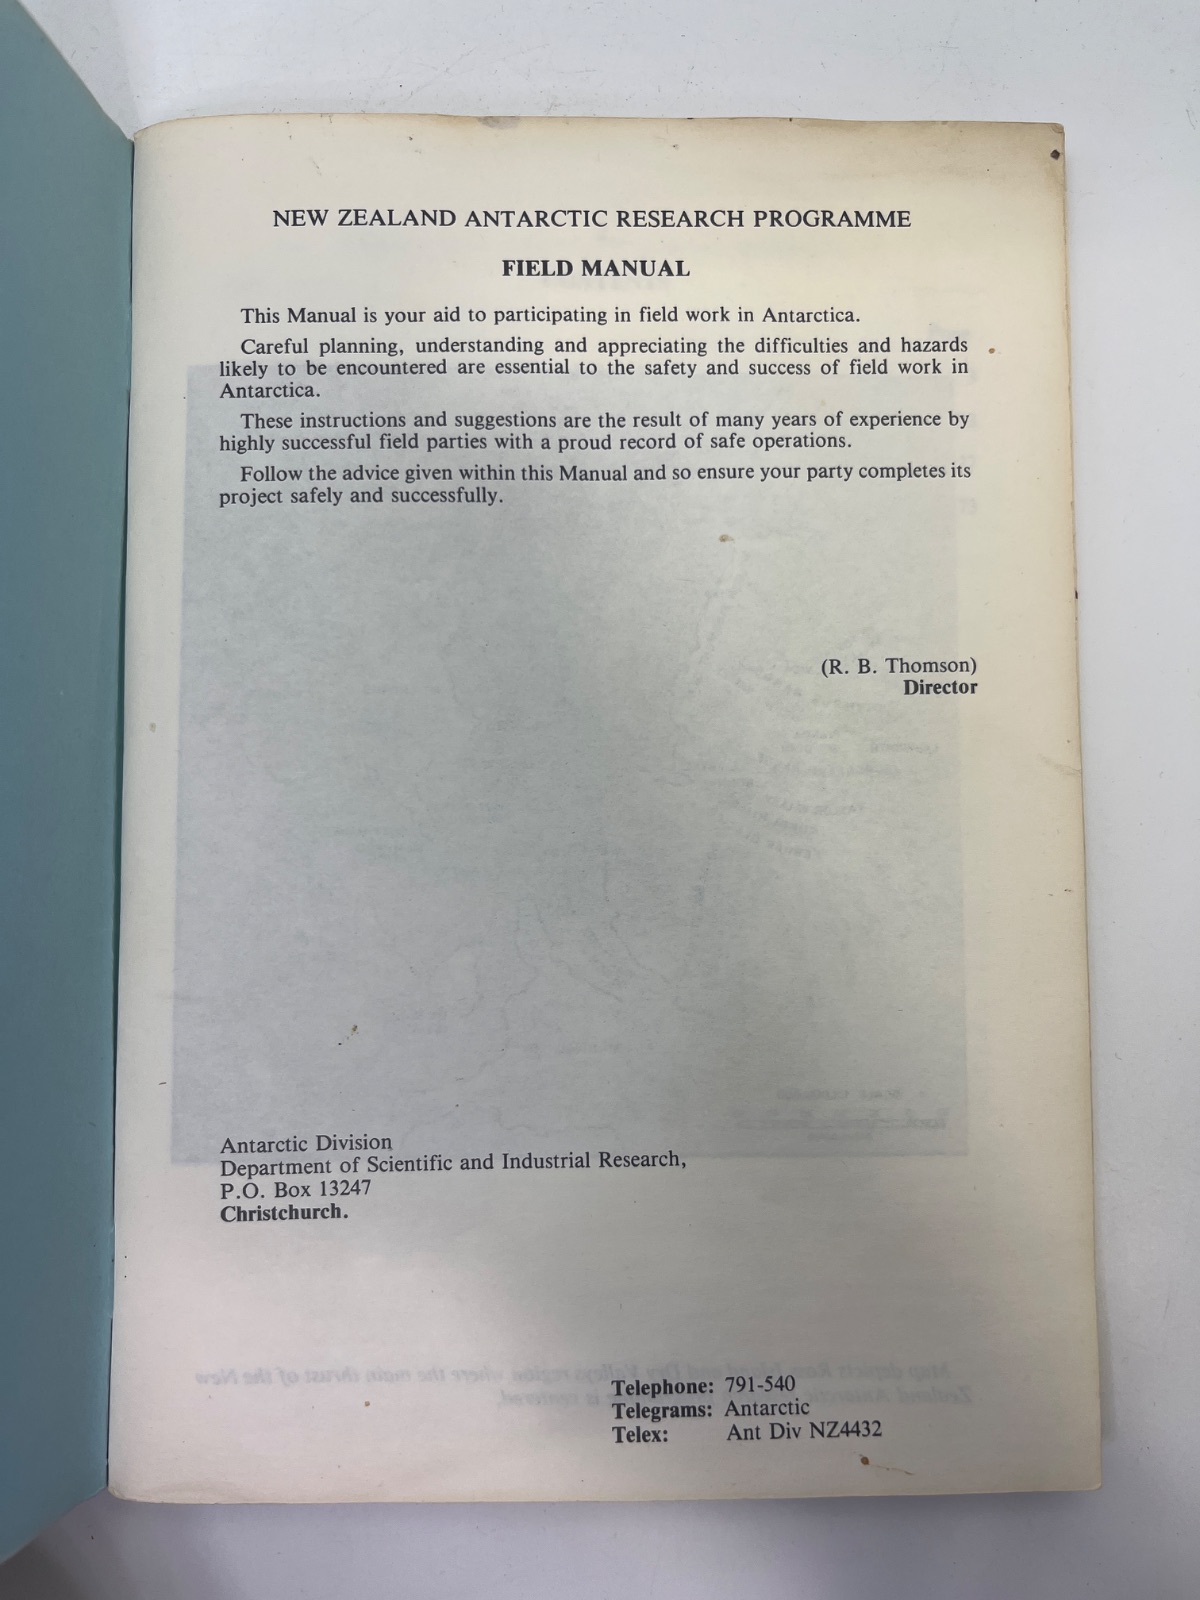 NEW ZEALAND ANTARCTIC RESEARCH PROGRAMME
FIELD MANUAL
This Manual is your aid to participating in field work in Antarctica.
Careful planning, understanding and appreciating the difficulties and hazards
likely to be encountered are essential to the safety and success of field work in
Antarctica.
These instructions and suggestions are the result of many years of experience by
highly successful field parties with a proud record of safe operations.
Follow the advice given within this Manual and so ensure your party completes its
project safely and successfully.
(R. B. Thomson)
Director
Antarctic Division
Department of Scientific and Industrial Research,
P.O. Box 13247
Christchurch.
Telephone: 791-540
Telegrams: Antarctic
Telex: Ant Div NZ4432